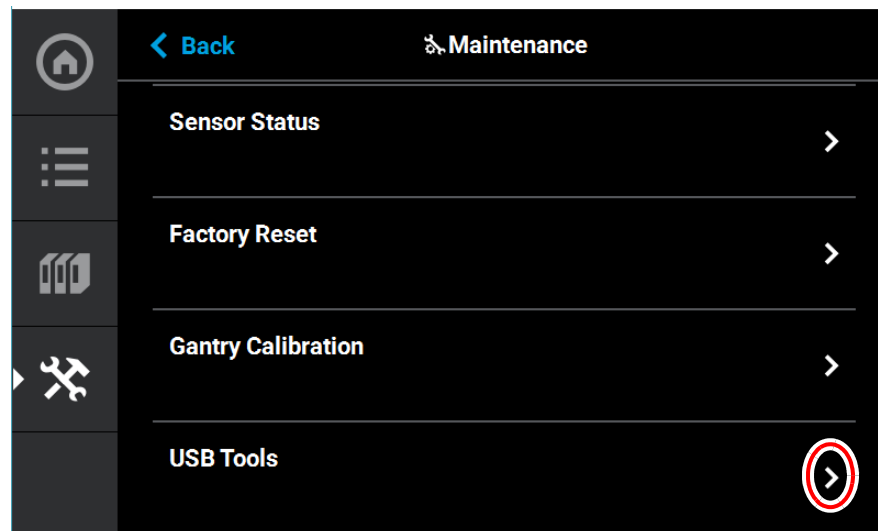 Back
Maintenance
Sensor Status
Factory Reset
Gantry Calibration
USB Tools